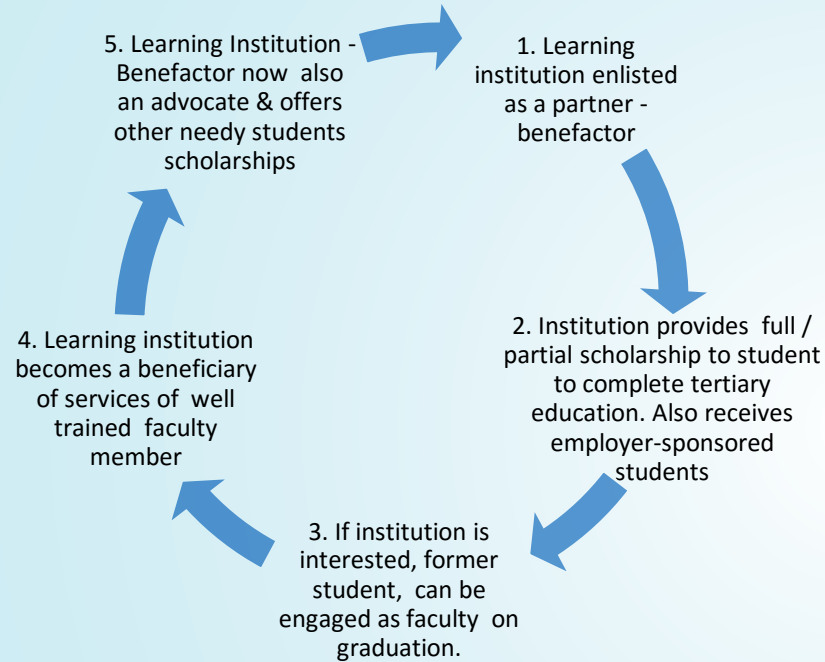 1. Learning
institution enlisted
as a partner -
benefactor
2. Institution provides full /
partial scholarship to student
to complete tertiary
education. Also receives
employer-sponsored
students
3. If institution is
interested, former
student, can be
engaged as faculty on
graduation.
4. Learning institution
becomes a beneficiary
of services of well
trained faculty
member
5. Learning Institution -
Benefactor now also
an advocate & offers
other needy students
scholarships